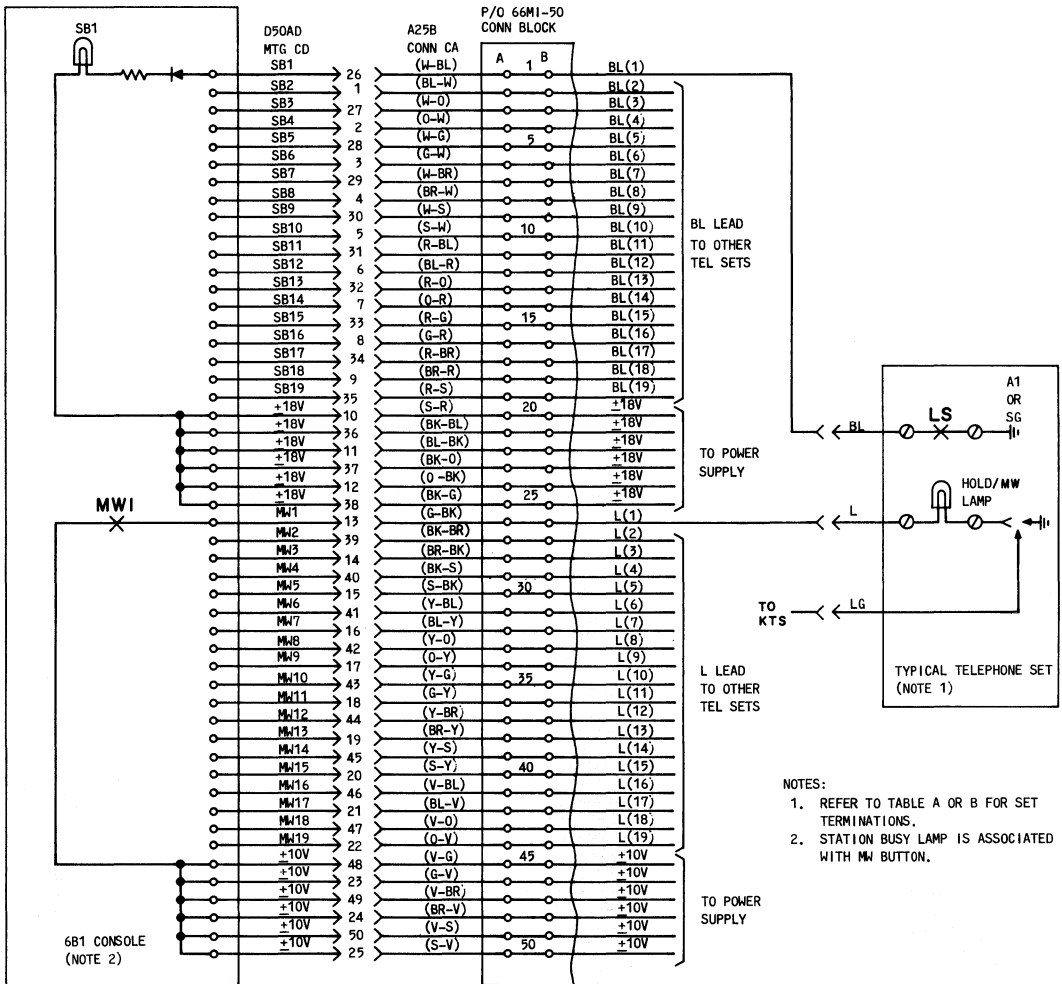 SB1
D50AD
MTG CD
A25B
CONN CA
P/O 66M1-50
CONN BLOCK
A 1 B
SB1 26 (W-BL) BL(1)
SB2 1 (BL-W) BL(2)
SB3 27 (W-O) BL(3)
SB4 2 (O-W) BL(4)
SB5 28 (W-G) 5 BL(5)
SB6 3 (G-W) BL(6)
SB7 29 (W-BR) BL(7)
SB8 4 (BR-W) BL(8)
SB9 30 (W-S) BL(9)
SB10 5 (S-W) 10 BL(10)
SB11 31 (R-BL) BL(11)
SB12 6 (BL-R) BL(12)
SB13 32 (R-O) BL(13)
SB14 7 (O-R) BL(14)
SB15 33 (R-G) 15 BL(15)
SB16 8 (G-R) BL(16)
SB17 34 (R-BR) BL(17)
SB18 9 (BR-R) BL(18)
SB19 35 (R-S) BL(19)
±18V 10 (S-R) 20 ±18V
±18V 36 (BK-BL) ±18V
±18V 11 (BL-BK) ±18V
±18V 37 (BK-O) ±18V
±18V 12 (O-BK) ±18V
±18V 38 (BK-G) 25 ±18V
MW1 13 (G-BK) L(1)
MW2 39 (BK-BR) L(2)
MW3 14 (BR-BK) L(3)
MW4 40 (BK-S) L(4)
MW5 15 (S-BK) 30 L(5)
MW6 41 (Y-BL) L(6)
MW7 16 (BL-Y) L(7)
MW8 42 (Y-O) L(8)
MW9 17 (O-Y) L(9)
MW10 43 (Y-G) 35 L(10)
MW11 18 (G-Y) L(11)
MW12 44 (Y-BR) L(12)
MW13 19 (BR-Y) L(13)
MW14 45 (Y-S) L(14)
MW15 20 (S-Y) 40 L(15)
MW16 46 (V-BL) L(16)
MW17 21 (BL-V) L(17)
MW18 47 (V-O) L(18)
MW19 22 (O-V) L(19)
±10V 48 (V-G) 45 ±10V
±10V 23 (G-V) ±10V
±10V 49 (V-BR) ±10V
±10V 24 (BR-V) ±10V
±10V 50 (V-S) ±10V
±10V 25 (S-V) 50 ±10V
MW1
6B1 CONSOLE
(NOTE 2)
BL LEAD
TO OTHER
TEL SETS
TO POWER
SUPPLY
L LEAD
TO OTHER
TEL SETS
TO POWER
SUPPLY
A1
OR
SG
BL
LS
HOLD/MW
LAMP
L
TO
KTS
LG
TYPICAL TELEPHONE SET
(NOTE 1)
NOTES:
1. REFER TO TABLE A OR B FOR SET
TERMINATIONS.
2. STATION BUSY LAMP IS ASSOCIATED
WITH MW BUTTON.